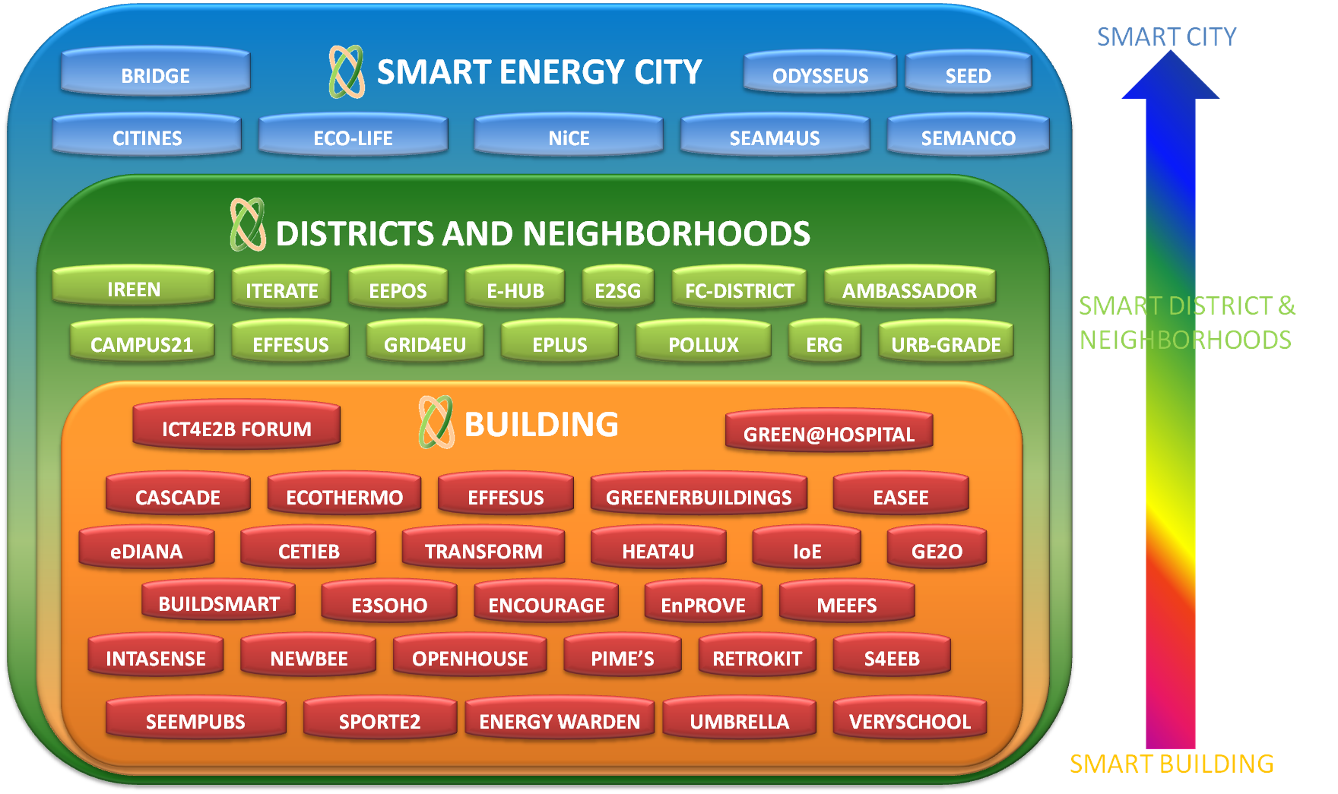 SMART CITY
BRIDGE SMART ENERGY CITY ODYSSEUS SEED
CITINES ECO-LIFE NiCE SEAM4US SEMANCO
DISTRICTS AND NEIGHBORHOODS
IREEN ITERATE EEPOS E-HUB E2SG FC-DISTRICT AMBASSADOR
SMART DISTRICT &
NEIGHBORHOODS
CAMPUS21 EFFESUS GRID4EU EPLUS POLLUX ERG URB-GRADE
ICT4E2B FORUM BUILDING GREEN@HOSPITAL
CASCADE ECOTHERMO EFFESUS GREENERBUILDINGS EASEE
eDIANA CETIEB TRANSFORM HEAT4U IoE GE2O
BUILDSMART E3SOHO ENCOURAGE EnPROVE MEEFS
INTASENSE NEWBEE OPENHOUSE PIME'S RETROKIT S4EEB
SEEMPUBS SPORTE2 ENERGY WARDEN UMBRELLA VERYSCHOOL
SMART BUILDING